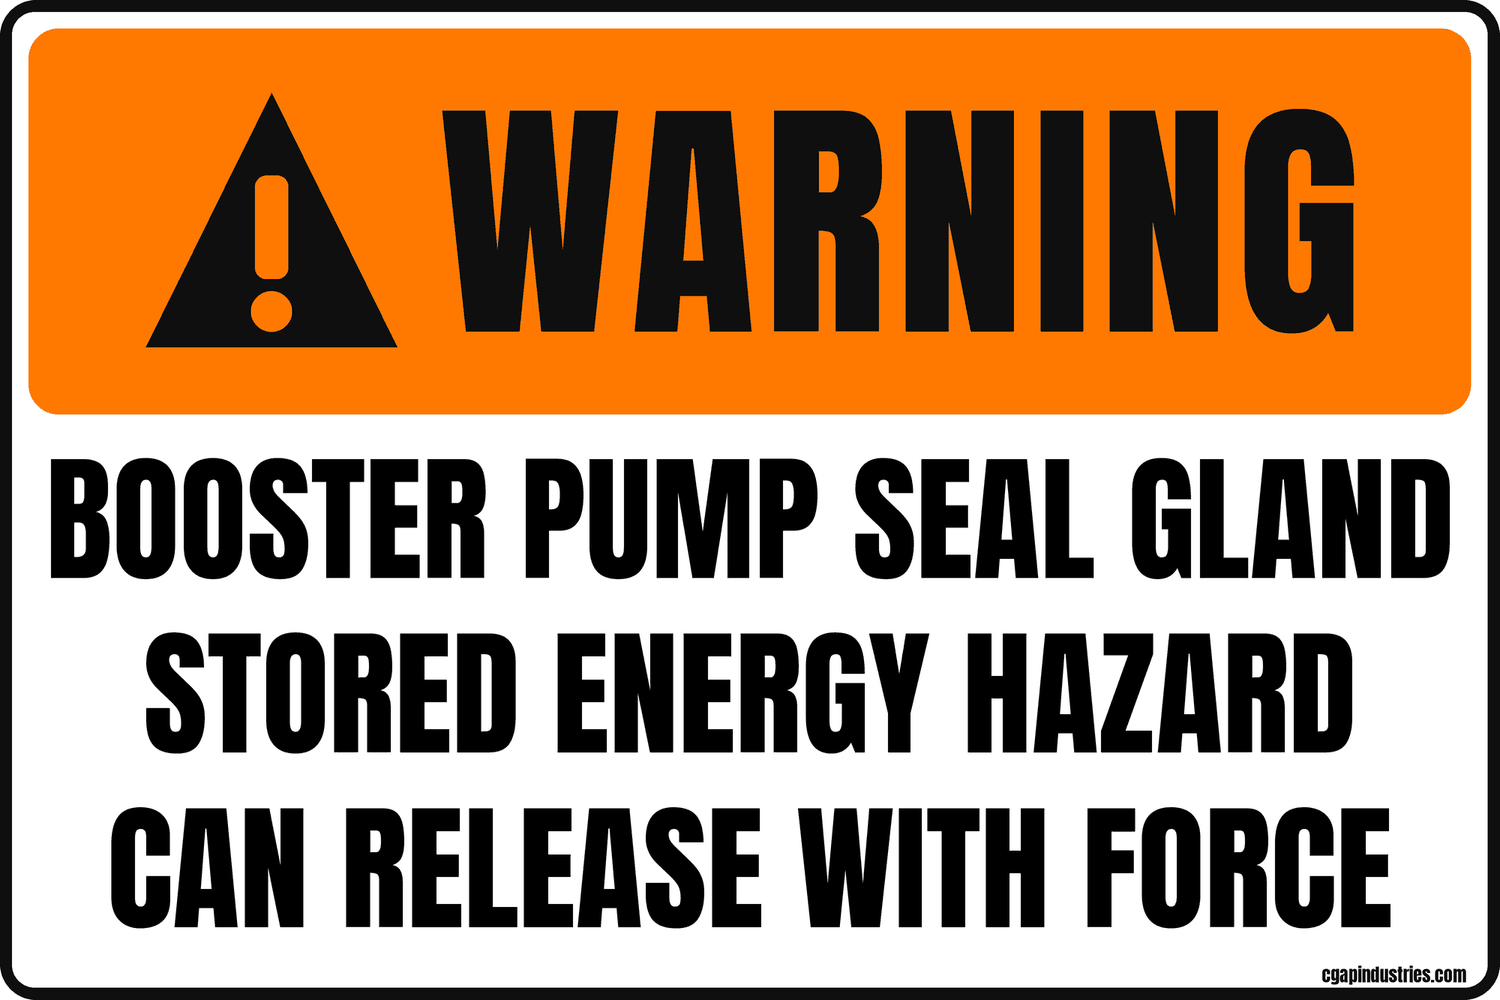 WARNING
BOOSTER PUMP SEAL GLAND
STORED ENERGY HAZARD
CAN RELEASE WITH FORCE
cgapindustries.com